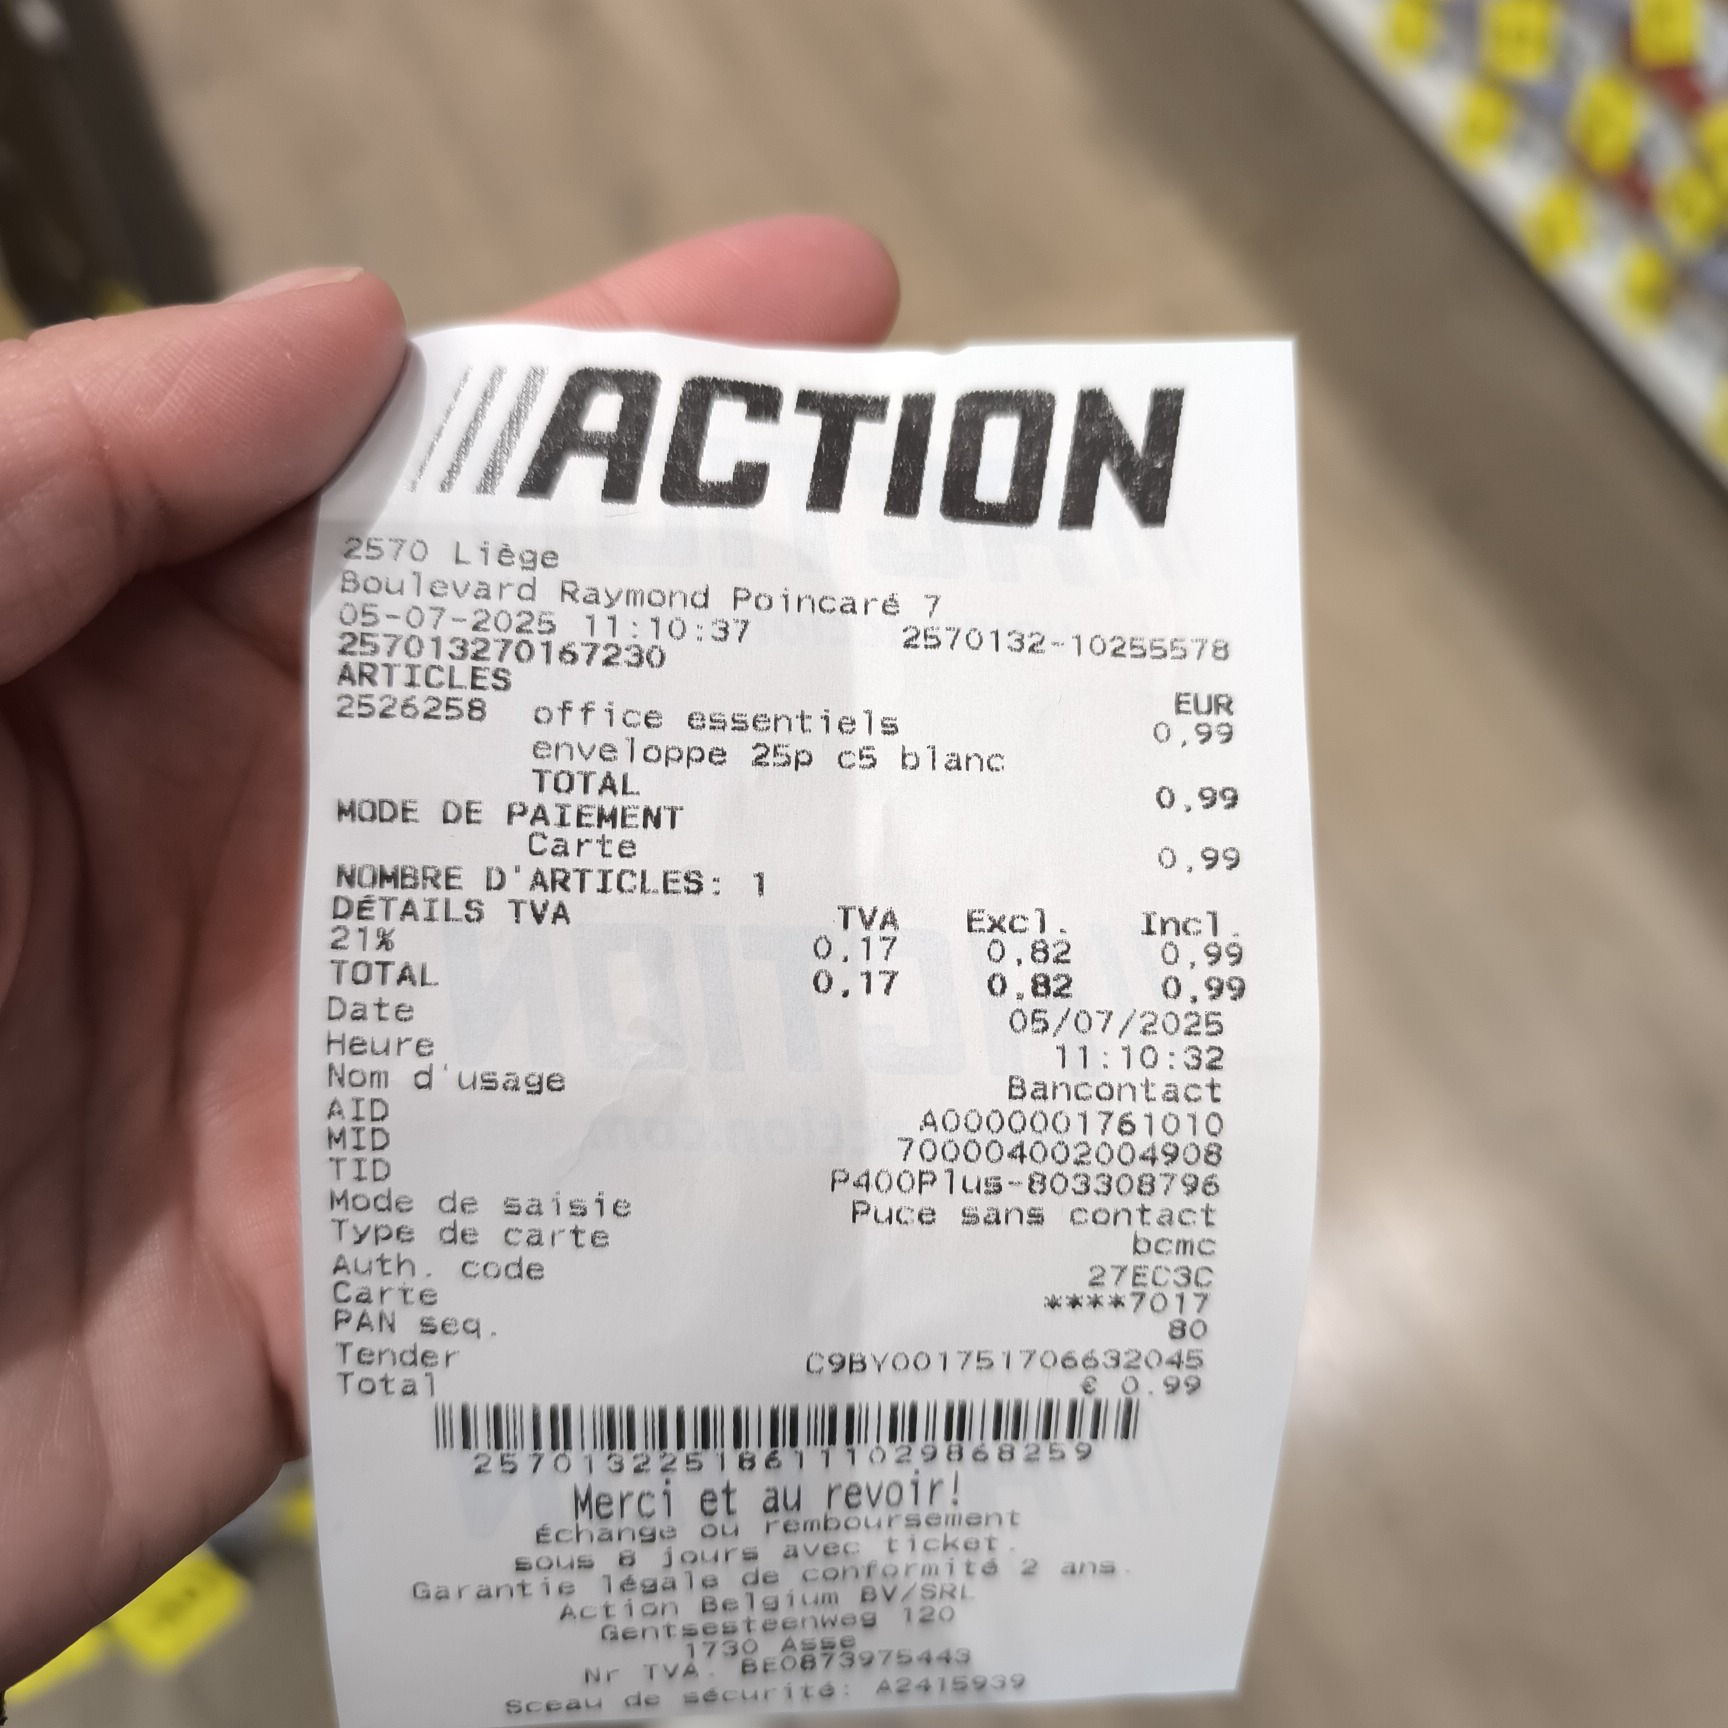 ACTION
2570 Liège
Boulevard Raymond Poincaré 7
05-07-2025 11:10:37 2570132-10255578
257013270167230
ARTICLES EUR
2526258 office essentiels 0,99
enveloppe 25p c5 blanc
TOTAL 0,99
MODE DE PAIEMENT
Carte 0,99
NOMBRE D'ARTICLES: 1
DÉTAILS TVA TVA Excl. Incl.
21% 0,17 0,82 0,99
TOTAL 0,17 0,82 0,99
Date 05/07/2025
Heure 11:10:32
Nom d'usage Bancontact
AID A0000001761010
MID 700004002004908
TID P400Plus-803308796
Mode de saisie Puce sans contact
Type de carte bcmc
Auth. code 27EC3C
Carte ****7017
PAN seq. 80
Tender C9BY001751706632045
Total € 0.99
257013225186111029868259
Merci et au revoir!
Échange ou remboursement
sous 8 jours avec ticket.
Garantie légale de conformité 2 ans.
Action Belgium BV/SRL
Gentsesteenweg 120
1730 Asse
Nr TVA. BE0873975443
Sceau de sécurité: A2415939